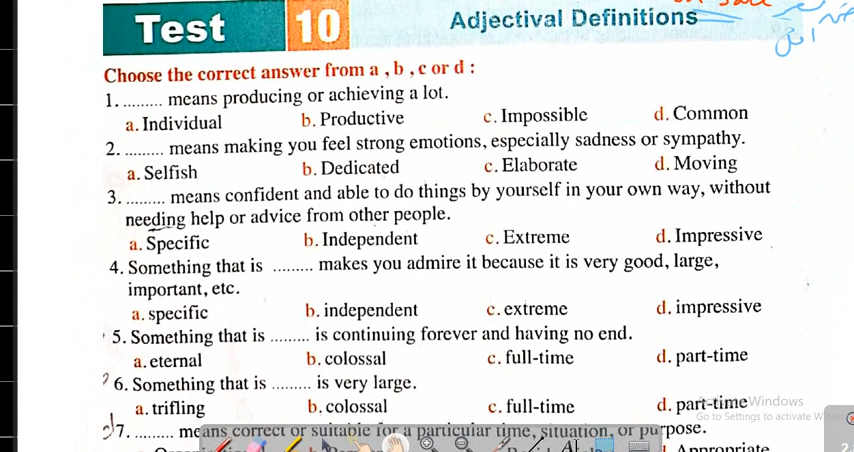 Test 10 Adjectival Definitions
Choose the correct answer from a , b , c or d :
1. ......... means producing or achieving a lot.
a. Individual b. Productive c. Impossible d. Common
2. ......... means making you feel strong emotions, especially sadness or sympathy.
a. Selfish b. Dedicated c. Elaborate d. Moving
3. ......... means confident and able to do things by yourself in your own way, without
needing help or advice from other people.
a. Specific b. Independent c. Extreme d. Impressive
4. Something that is ......... makes you admire it because it is very good, large,
important, etc.
a. specific b. independent c. extreme d. impressive
5. Something that is ......... is continuing forever and having no end.
a. eternal b. colossal c. full-time d. part-time
6. Something that is ......... is very large.
a. trifling b. colossal c. full-time d. part-time
Activate Windows
Go to Settings to activate
7. ......... means correct or suitable for a particular time, situation, or purpose.
Appropriate